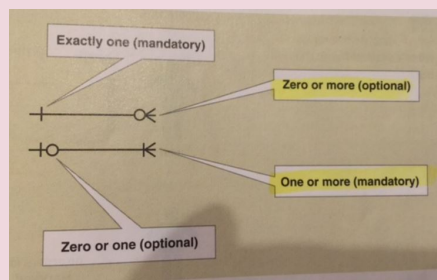 Exactly one (mandatory)
Zero or more (optional)
One or more (mandatory)
Zero or one (optional)